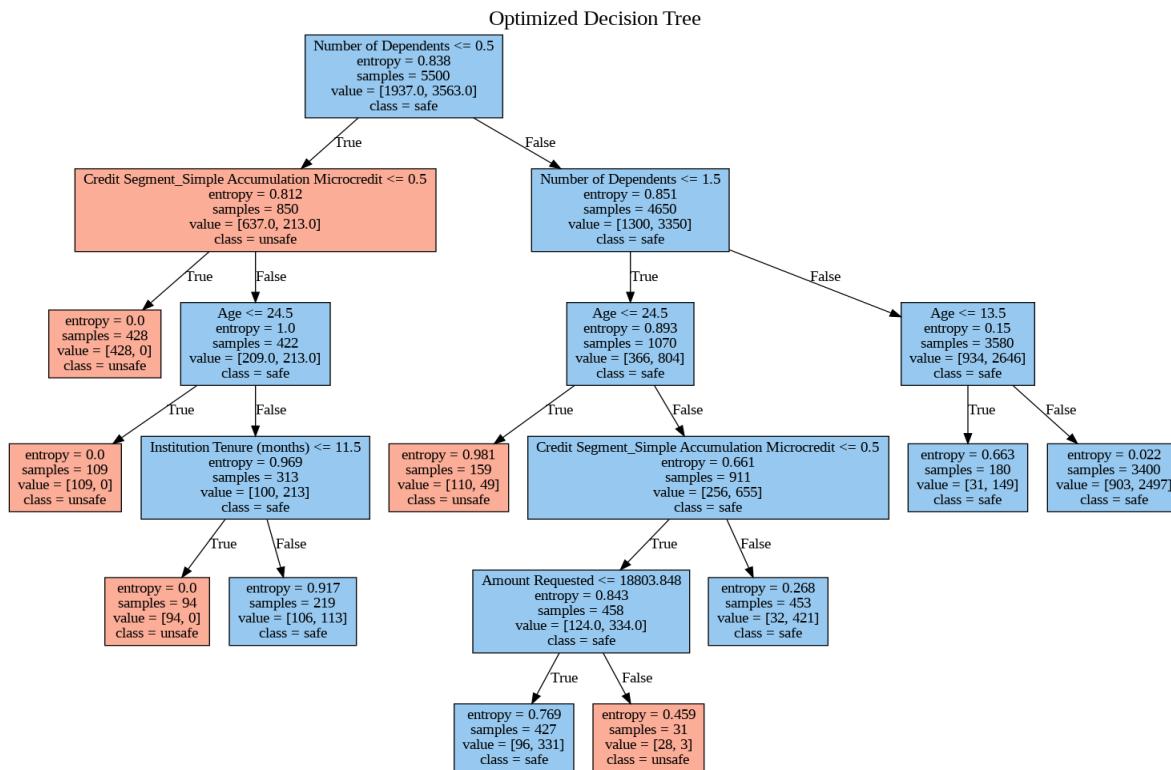 Optimized Decision Tree
Number of Dependents <= 0.5
entropy = 0.838
samples = 5500
value = [1937.0, 3563.0]
class = safe
True
False
Credit Segment_Simple Accumulation Microcredit <= 0.5
entropy = 0.812
samples = 850
value = [637.0, 213.0]
class = unsafe
Number of Dependents <= 1.5
entropy = 0.851
samples = 4650
value = [1300, 3350]
class = safe
True
False
True
False
entropy = 0.0
samples = 428
value = [428, 0]
class = unsafe
Age <= 24.5
entropy = 1.0
samples = 422
value = [209.0, 213.0]
class = safe
Age <= 24.5
entropy = 0.893
samples = 1070
value = [366, 804]
class = safe
Age <= 13.5
entropy = 0.15
samples = 3580
value = [934, 2646]
class = safe
True
False
True
False
True
False
entropy = 0.0
samples = 109
value = [109, 0]
class = unsafe
Institution Tenure (months) <= 11.5
entropy = 0.969
samples = 313
value = [100, 213]
class = safe
entropy = 0.981
samples = 159
value = [110, 49]
class = unsafe
Credit Segment_Simple Accumulation Microcredit <= 0.5
entropy = 0.661
samples = 911
value = [256, 655]
class = safe
entropy = 0.663
samples = 180
value = [31, 149]
class = safe
entropy = 0.022
samples = 3400
value = [903, 2497]
class = safe
True
False
True
False
entropy = 0.0
samples = 94
value = [94, 0]
class = unsafe
entropy = 0.917
samples = 219
value = [106, 113]
class = safe
Amount Requested <= 18803.848
entropy = 0.843
samples = 458
value = [124.0, 334.0]
class = safe
entropy = 0.268
samples = 453
value = [32, 421]
class = safe
True
False
entropy = 0.769
samples = 427
value = [96, 331]
class = safe
entropy = 0.459
samples = 31
value = [28, 3]
class = unsafe